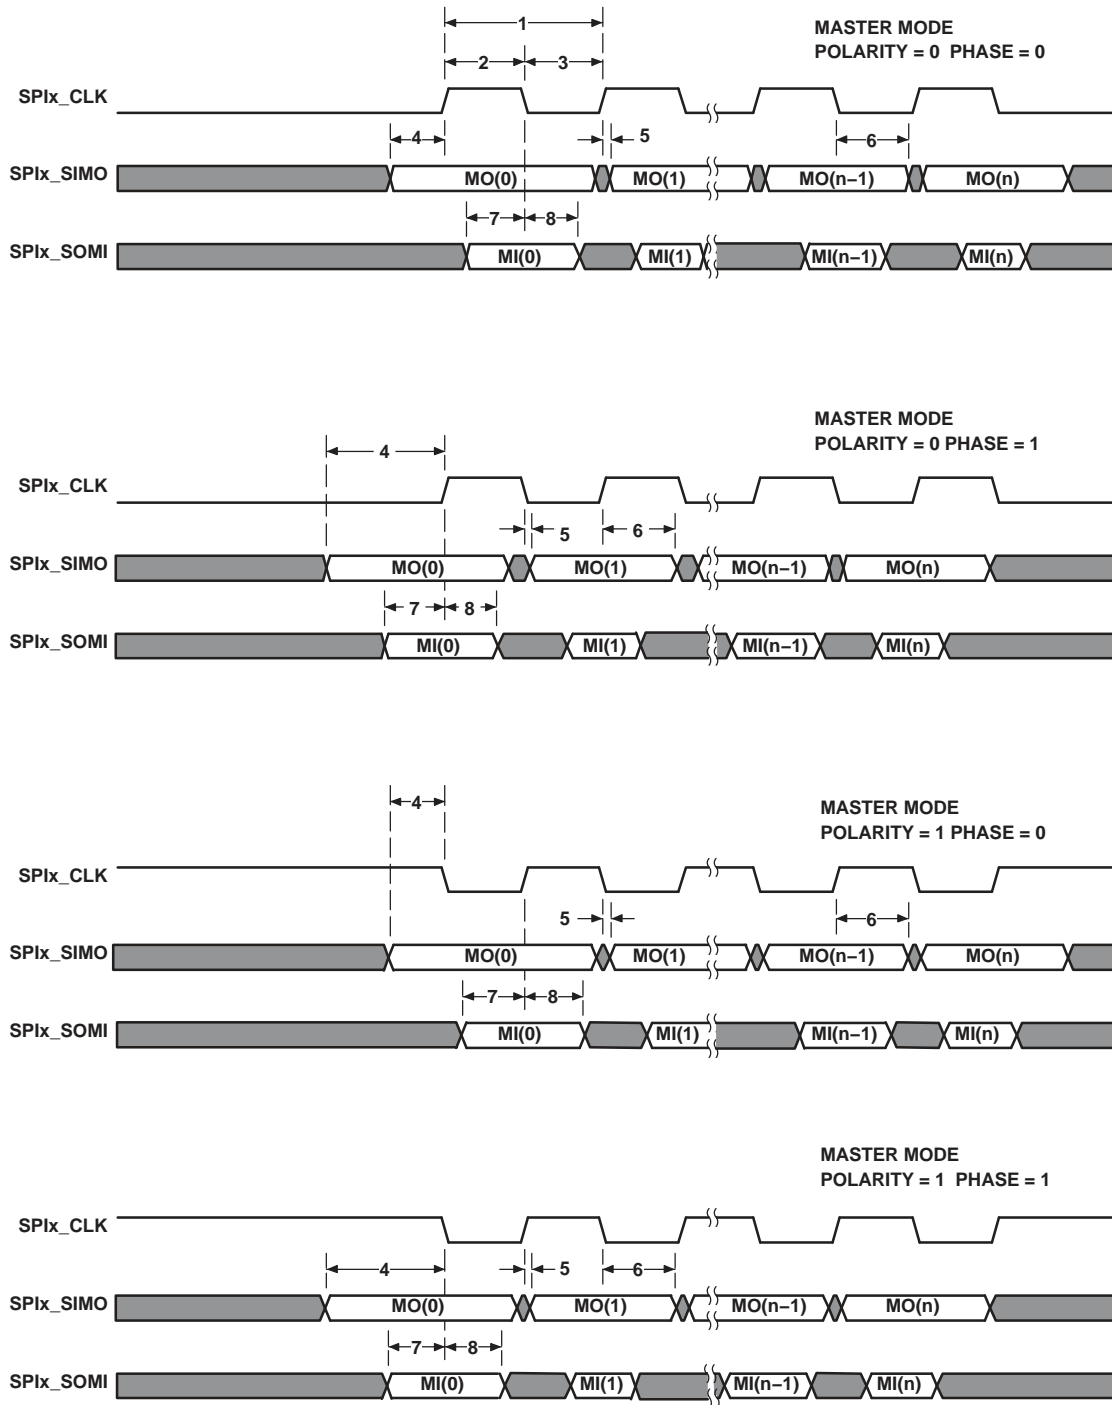 1
MASTER MODE
POLARITY = 0 PHASE = 0
2 3
SPIx_CLK
4 5 6
SPIx_SIMO MO(0) MO(1) MO(n−1) MO(n)
7 8
SPIx_SOMI MI(0) MI(1) MI(n−1) MI(n)
MASTER MODE
POLARITY = 0 PHASE = 1
4
SPIx_CLK
5 6
SPIx_SIMO MO(0) MO(1) MO(n−1) MO(n)
7 8
SPIx_SOMI MI(0) MI(1) MI(n−1) MI(n)
4
MASTER MODE
POLARITY = 1 PHASE = 0
SPIx_CLK
5 6
SPIx_SIMO MO(0) MO(1) MO(n−1) MO(n)
7 8
SPIx_SOMI MI(0) MI(1) MI(n−1) MI(n)
MASTER MODE
POLARITY = 1 PHASE = 1
SPIx_CLK
4 5 6
SPIx_SIMO MO(0) MO(1) MO(n−1) MO(n)
7 8
SPIx_SOMI MI(0) MI(1) MI(n−1) MI(n)